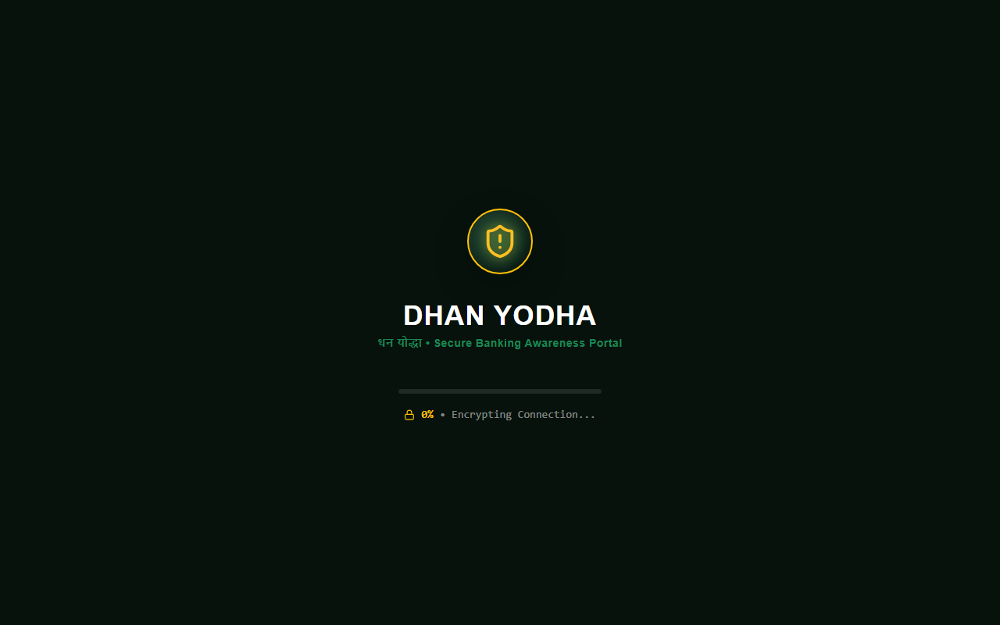 DHAN YODHA
धन योद्धा • Secure Banking Awareness Portal
0% • Encrypting Connection...